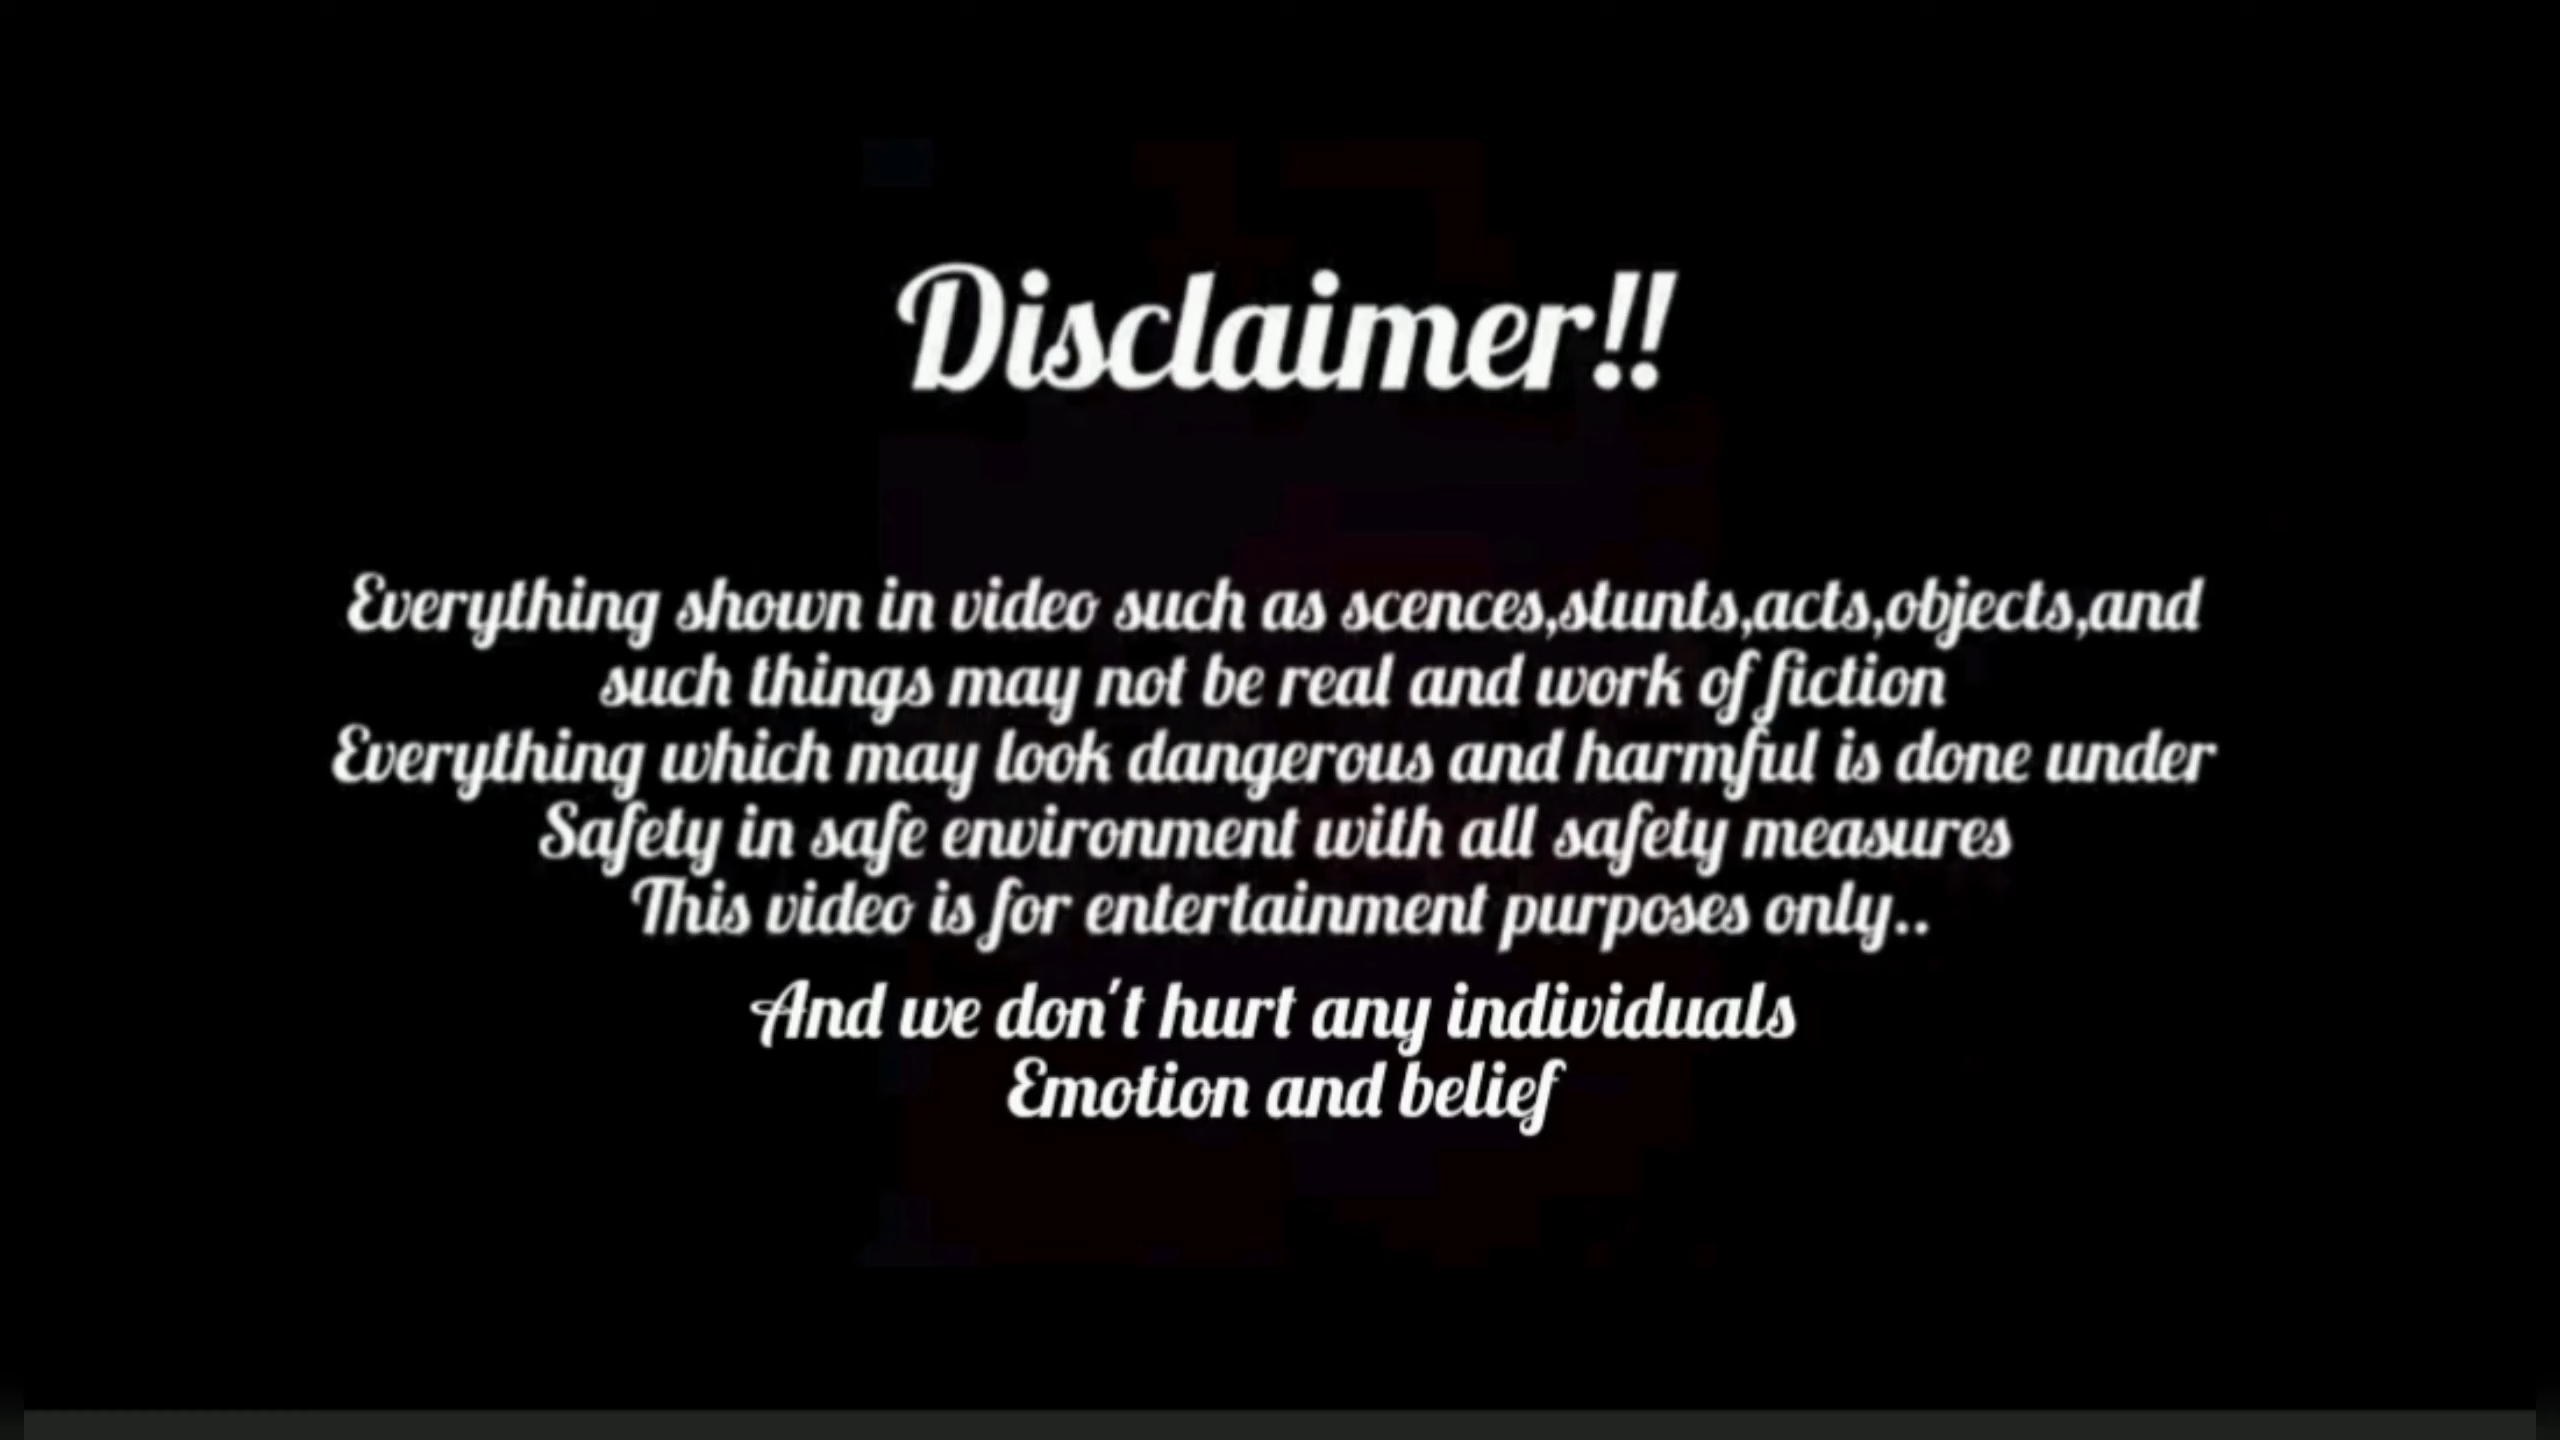 Disclaimer!!
Everything shown in video such as scences,stunts,acts,objects,and
such things may not be real and work of fiction
Everything which may look dangerous and harmful is done under
Safety in safe environment with all safety measures
This video is for entertainment purposes only..
And we don't hurt any individuals
Emotion and belief